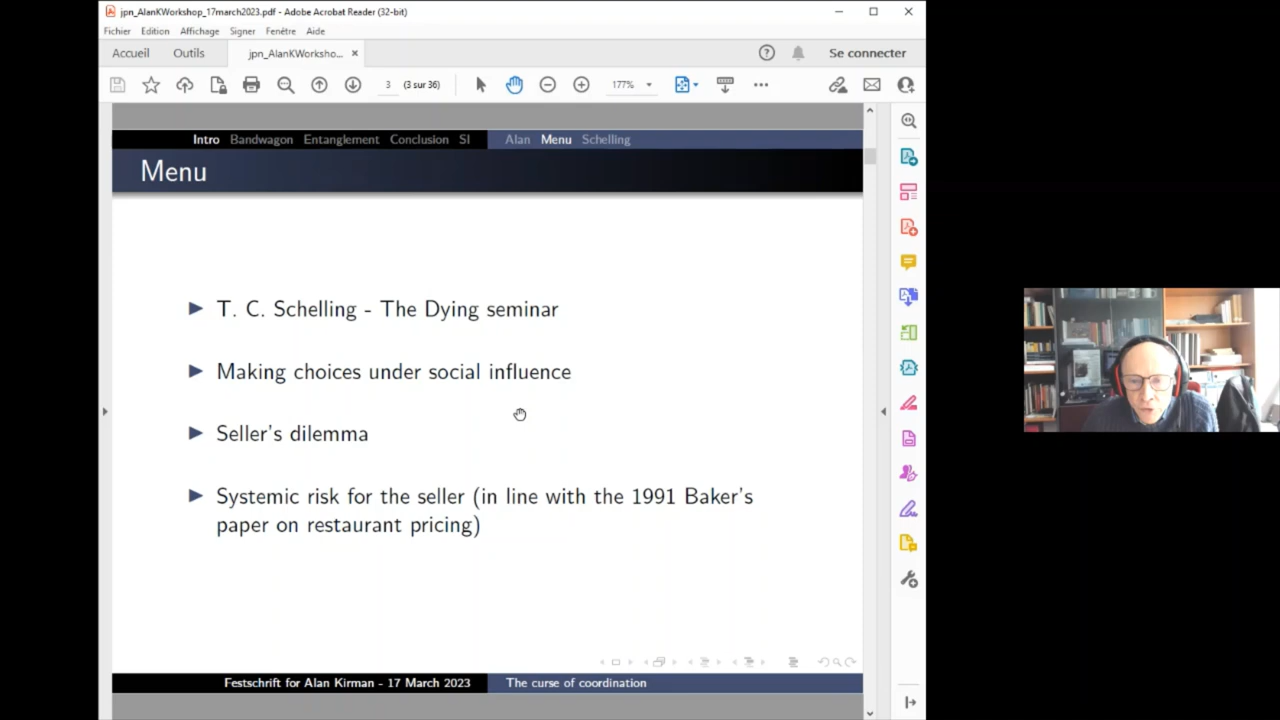 jpn_AlanKWorkshop_17march2023.pdf - Adobe Acrobat Reader (32-bit)
Fichier Edition Affichage Signer Fenêtre Aide
Accueil Outils jpn_AlanKWorksho... Se connecter
3 (3 sur 36) 177%
Intro Bandwagon Entanglement Conclusion SI Alan Menu Schelling
Menu
T. C. Schelling - The Dying seminar
Making choices under social influence
Seller's dilemma
Systemic risk for the seller (in line with the 1991 Baker's
paper on restaurant pricing)
Festschrift for Alan Kirman - 17 March 2023 The curse of coordination